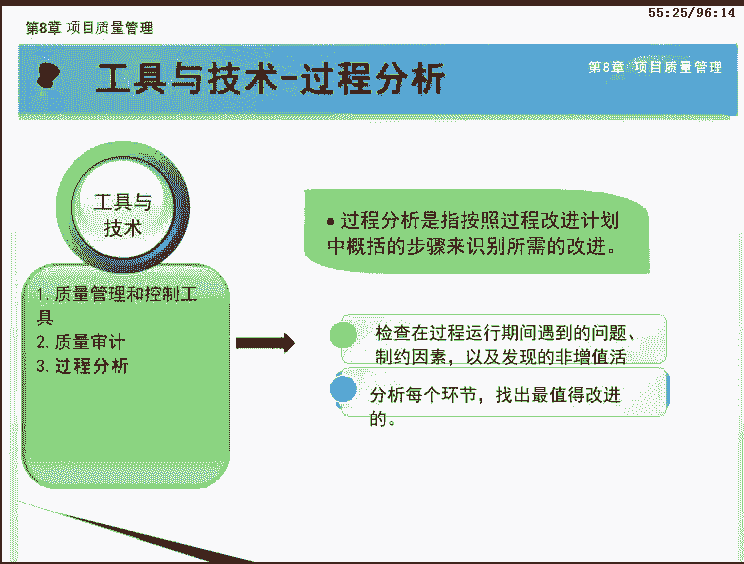 55:25/96:14
第8章 项目质量管理
工具与技术-过程分析
第8章 项目质量管理
工具与
技术
• 过程分析是指按照过程改进计划
中概括的步骤来识别所需的改进。
1. 质量管理和控制工
具
2. 质量审计
3. 过程分析
检查在过程运行期间遇到的问题、
制约因素，以及发现的非增值活
分析每个环节，找出最值得改进
的。